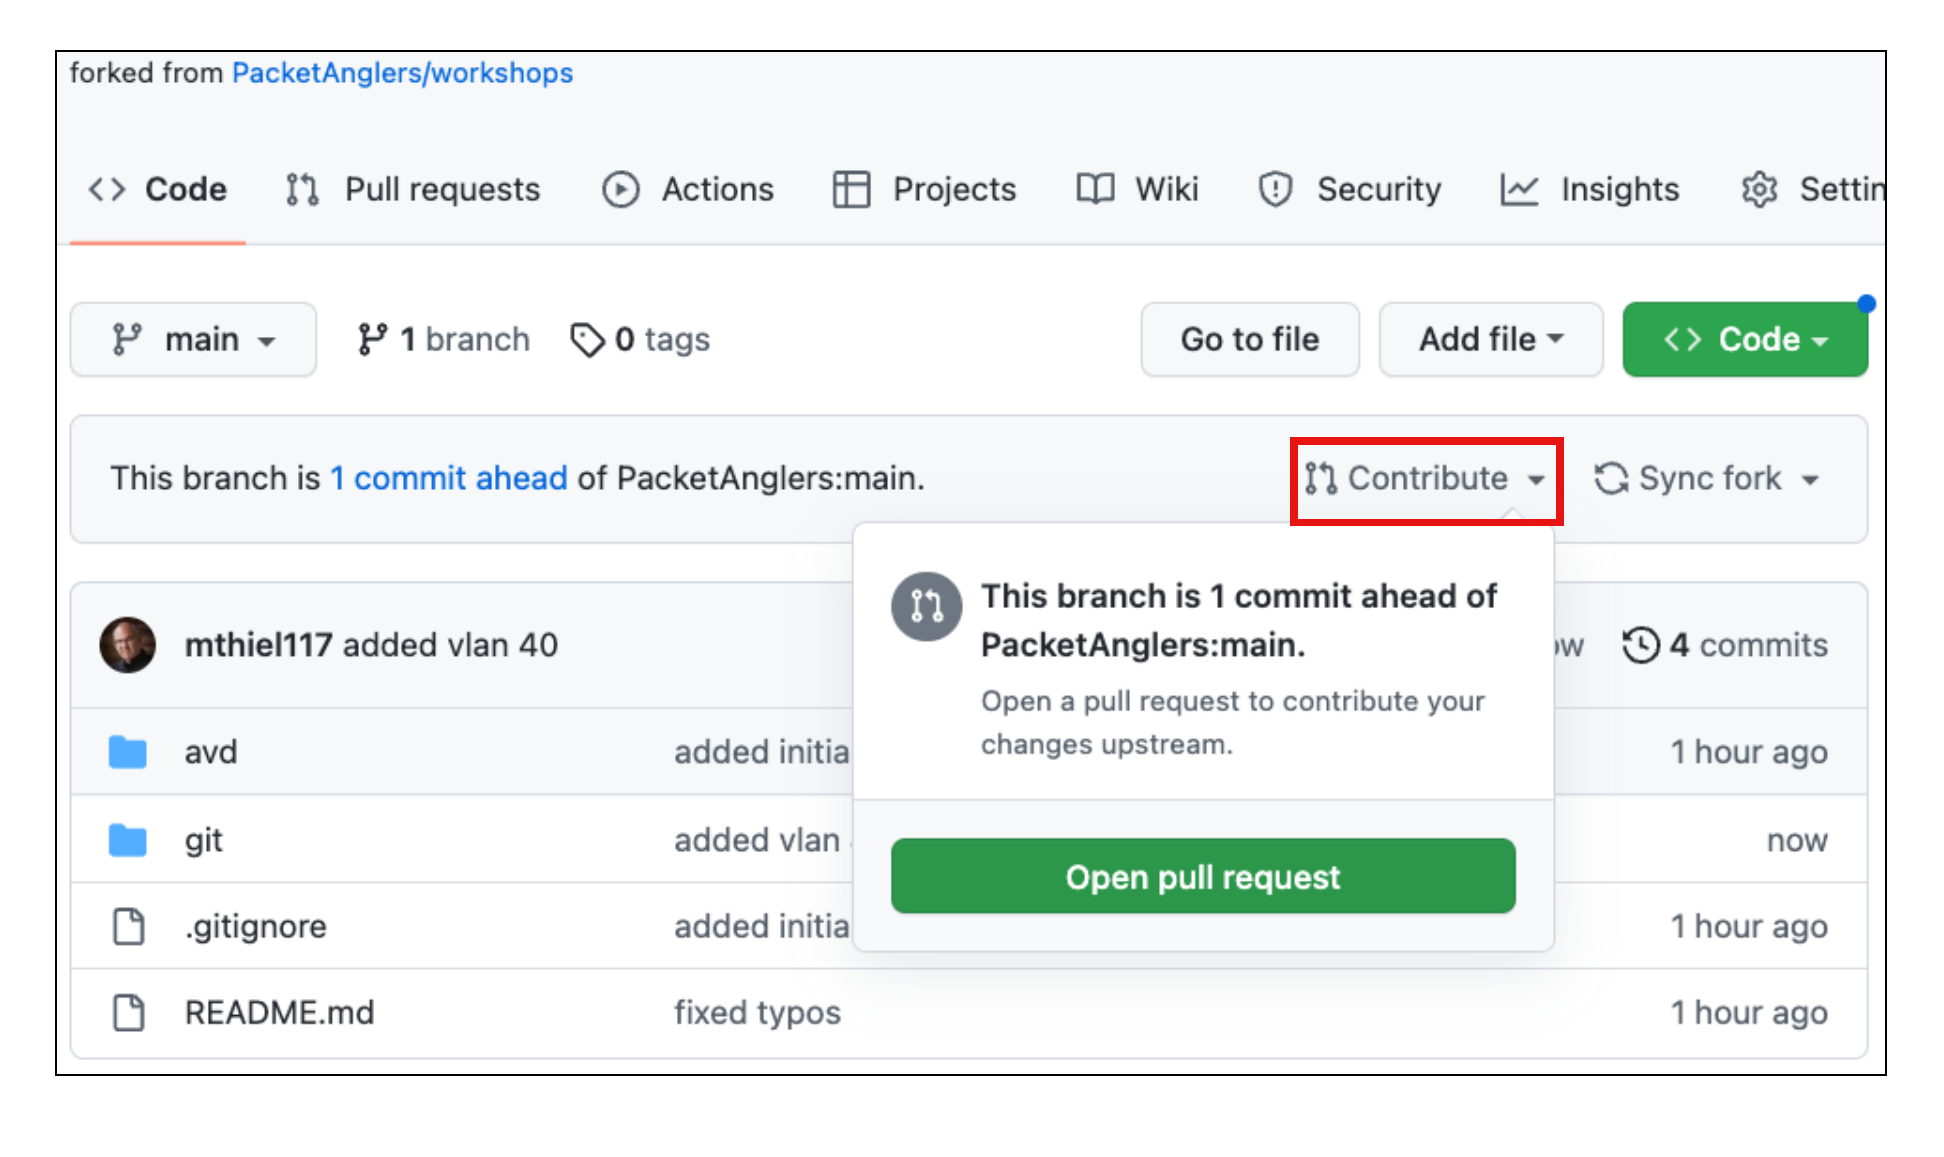 forked from PacketAnglers/workshops
Code Pull requests Actions Projects Wiki Security Insights Settin
main 1 branch 0 tags Go to file Add file Code
This branch is 1 commit ahead of PacketAnglers:main. Contribute Sync fork
This branch is 1 commit ahead of
PacketAnglers:main.
Open a pull request to contribute your
changes upstream.
Open pull request
mthiel117 added vlan 40 4 commits
avd added initia 1 hour ago
git added vlan now
.gitignore added initia 1 hour ago
README.md fixed typos 1 hour ago